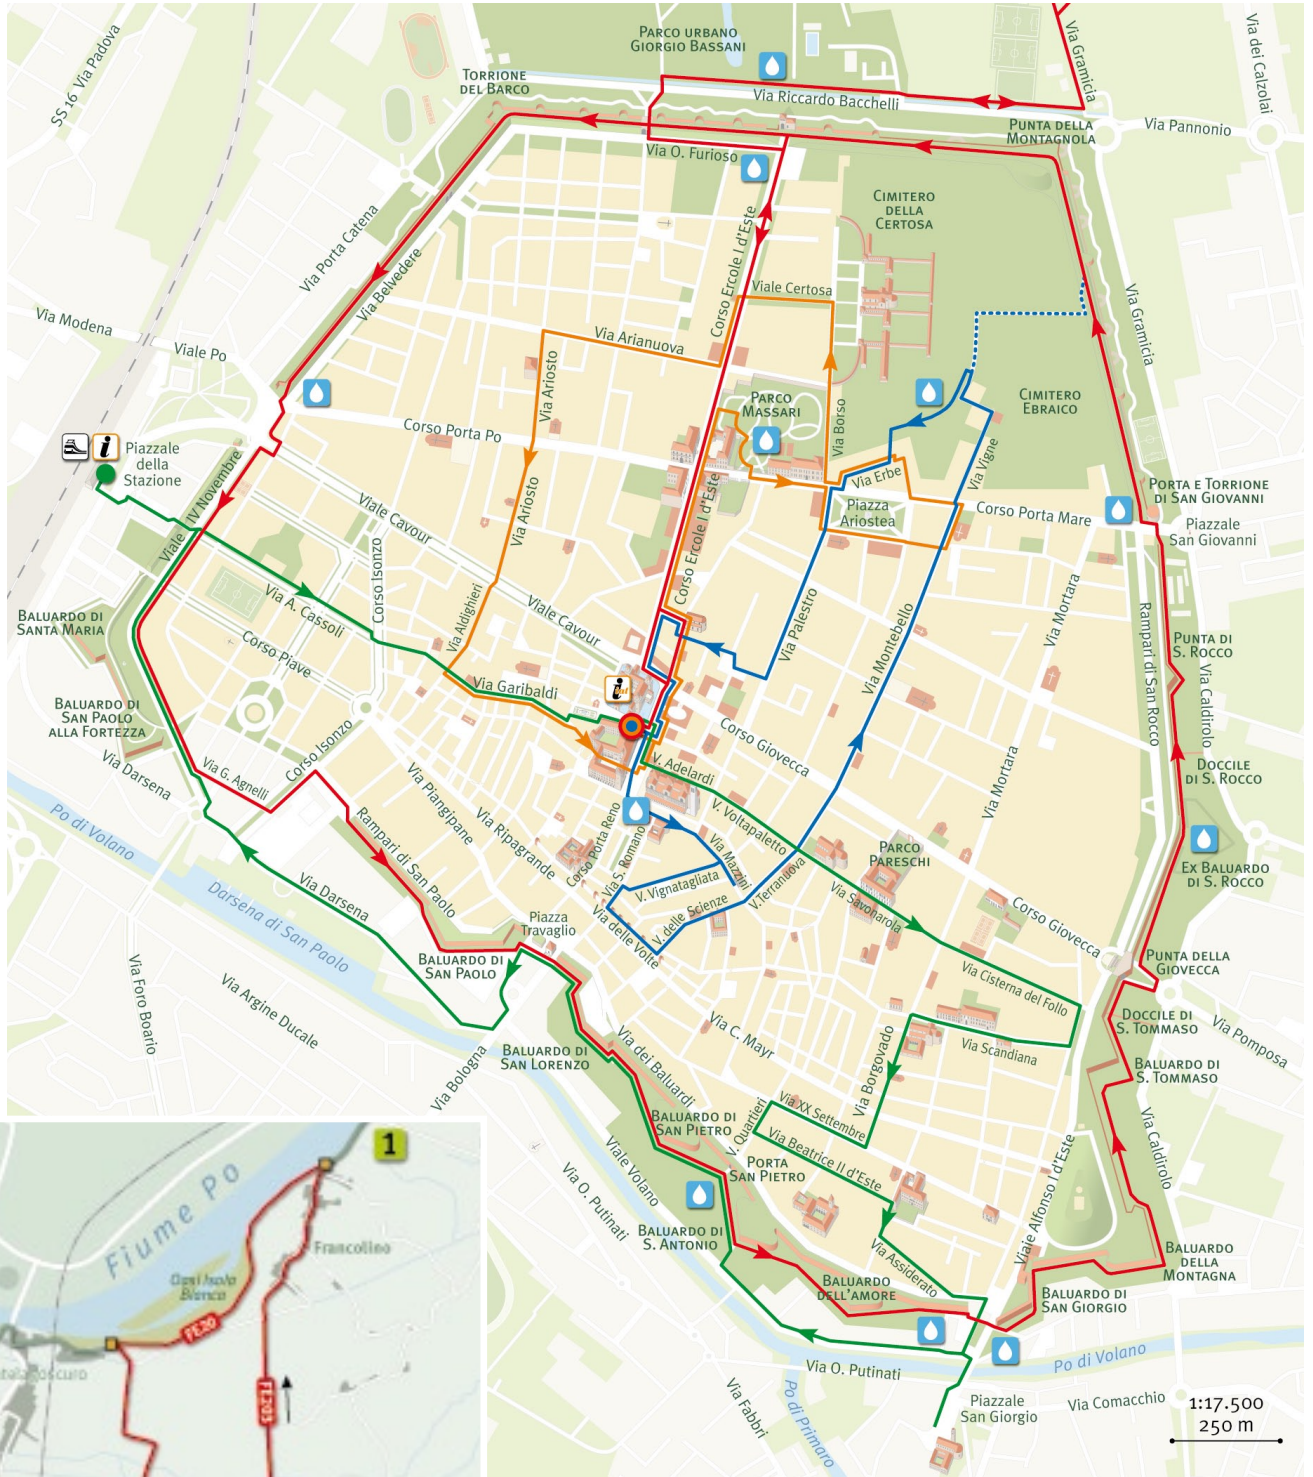 PARCO URBANO
GIORGIO BASSANI
Via Gramicia
Via dei Calzolai
SS 16 Via Padova
TORRIONE
DEL BARCO
Via Riccardo Bacchelli
PUNTA DELLA
MONTAGNOLA
Via Pannonio
Via O. Furioso
CIMITERO
DELLA
CERTOSA
Via Porta Catena
Via Belvedere
Corso Ercole I d'Este
Viale Certosa
Via Gramicia
Via Modena
Viale Po
Via Arianuova
Via Ariosto
PARCO
MASSARI
Via Borso
CIMITERO
EBRAICO
Corso Porta Po
i
Piazzale
della
Stazione
Viale IV Novembre
Via Erbe
Via Vigne
PORTA E TORRIONE
DI SAN GIOVANNI
Viale Cavour
Via Ariosto
Corso Ercole I d'Este
Piazza
Ariostea
Corso Porta Mare
Piazzale
San Giovanni
Corso Isonzo
Via A. Cassoli
Via Aldighieri
Viale Cavour
Via Palestro
Via Montebello
Via Mortara
Rampari di San Rocco
BALUARDO DI
SANTA MARIA
Corso Piave
PUNTA DI
S. ROCCO
Via Caldirolo
Via Garibaldi
i
BALUARDO DI
SAN PAOLO
ALLA FORTEZZA
Corso Isonzo
Corso Giovecca
Via Darsena
Via G. Agnelli
V. Adelardi
DOCCILE
DI S. ROCCO
Via Mortara
Po di Volano
Via Piangipane
Via Ripagrande
Corso Porta Reno
Via S. Romano
V. Voltapaletto
Via Mazzini
Rampari di San Paolo
PARCO
PARESCHI
EX BALUARDO
DI S. ROCCO
V. Vignatagliata
V. Terranuova
Via Savonarola
Via Darsena
Darsena di San Paolo
Piazza
Travaglio
Via delle Volte
V. delle Scienze
Corso Giovecca
BALUARDO DI
SAN PAOLO
PUNTA DELLA
GIOVECCA
Via Foro Boario
Via Argine Ducale
Via Cisterna del Follo
Via C. Mayr
DOCCILE DI
S. TOMMASO
Via Pomposa
Via Scandiana
BALUARDO DI
SAN LORENZO
Via dei Baluardi
Via Borgovado
BALUARDO DI
S. TOMMASO
Via Bologna
Via XX Settembre
V. Quartieri
BALUARDO DI
SAN PIETRO
Via Beatrice II d'Este
Via Caldirolo
PORTA
SAN PIETRO
Viale Volano
Via O. Putinati
Viale Alfonso I d'Este
BALUARDO DI
S. ANTONIO
Via Assiderato
BALUARDO
DELLA
MONTAGNA
BALUARDO
DELL'AMORE
BALUARDO DI
SAN GIORGIO
Via O. Putinati
Po di Volano
Via Fabbri
Po di Primaro
Piazzale
San Giorgio
Via Comacchio
1:17.500
250 m
1
Fiume Po
Francolino
Oasi Isola
Bianca
FE20
FE203